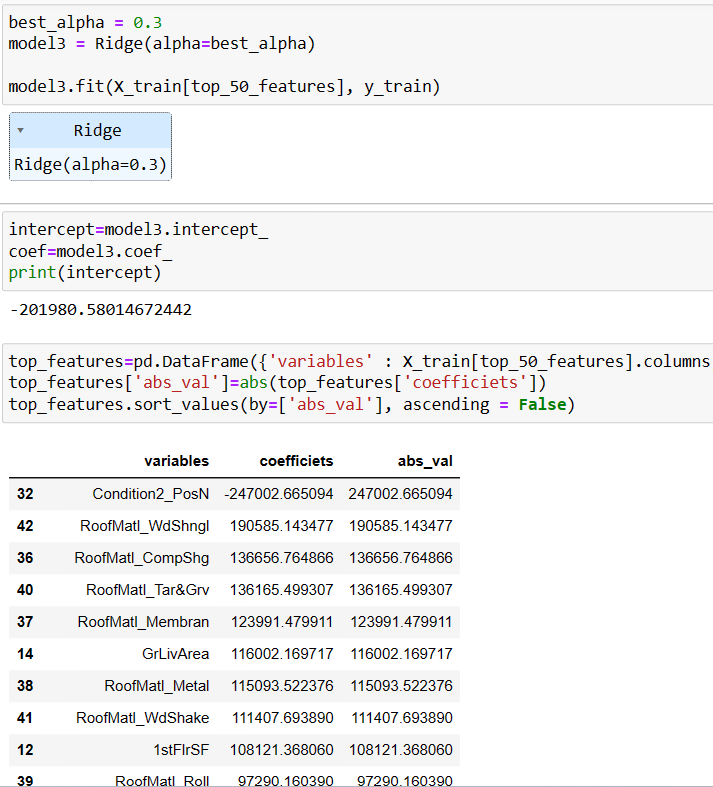 best_alpha = 0.3
model3 = Ridge(alpha=best_alpha)
model3.fit(X_train[top_50_features], y_train)
Ridge
Ridge(alpha=0.3)
intercept=model3.intercept_
coef=model3.coef_
print(intercept)
-201980.58014672442
top_features=pd.DataFrame({'variables' : X_train[top_50_features].columns
top_features['abs_val']=abs(top_features['coefficiets'])
top_features.sort_values(by=['abs_val'], ascending = False)
variables coefficiets abs_val
32 Condition2_PosN -247002.665094 247002.665094
42 RoofMatl_WdShngl 190585.143477 190585.143477
36 RoofMatl_CompShg 136656.764866 136656.764866
40 RoofMatl_Tar&Grv 136165.499307 136165.499307
37 RoofMatl_Membran 123991.479911 123991.479911
14 GrLivArea 116002.169717 116002.169717
38 RoofMatl_Metal 115093.522376 115093.522376
41 RoofMatl_WdShake 111407.693890 111407.693890
12 1stFlrSF 108121.368060 108121.368060
39 RoofMatl_Roll 97290.160390 97290.160390